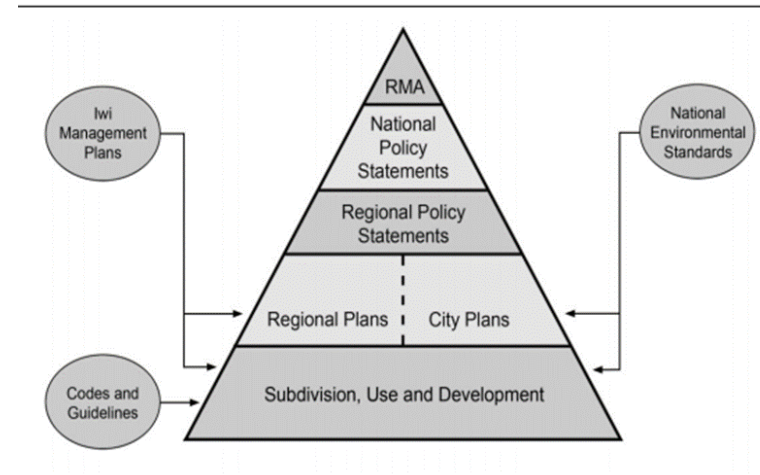 RMA
Iwi
Management
Plans
National
Policy
Statements
National
Environmental
Standards
Regional Policy
Statements
Regional Plans
City Plans
Codes and
Guidelines
Subdivision, Use and Development